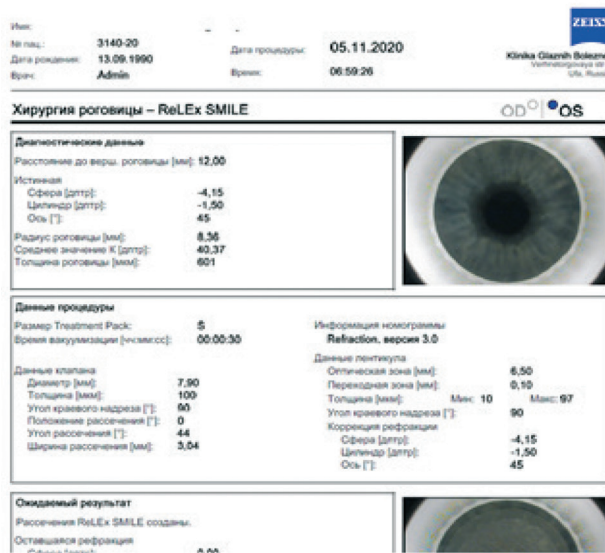 Имя:
№ пац.: 3140-20
Дата рождения: 13.09.1990
Врач: Admin
Дата процедуры: 05.11.2020
Время: 06:59:26
ZEISS
Klinika Glaznih Bolezne
Ufa, Russ
Хирургия роговицы – ReLEx SMILE
OD OS
Диагностические данные
Расстояние до верш. роговицы [мм]: 12,00
Истинная
Сфера [дптр]: -4,15
Цилиндр [дптр]: -1,50
Ось [°]: 45
Радиус роговицы [мм]: 8,36
Среднее значение К [дптр]: 40,37
Толщина роговицы [мкм]: 601
Данные процедуры
Размер Treatment Pack: S
Время вакуумизации [чч:мм:сс]: 00:00:30
Данные клапана
Диаметр [мм]: 7,90
Толщина [мкм]: 100
Угол краевого надреза [°]: 90
Положение рассечения [°]: 0
Угол рассечения [°]: 44
Ширина рассечения [мм]: 3,04
Информация номограммы
Refraction, версия 3.0
Данные лентикула
Оптическая зона [мм]: 6,50
Переходная зона [мм]: 0,10
Толщина [мкм]: Мин: 10 Макс: 97
Угол краевого надреза [°]: 90
Коррекция рефракции
Сфера [дптр]: -4,15
Цилиндр [дптр]: -1,50
Ось [°]: 45
Ожидаемый результат
Рассечения ReLEx SMILE созданы.
Оставшаяся рефракция